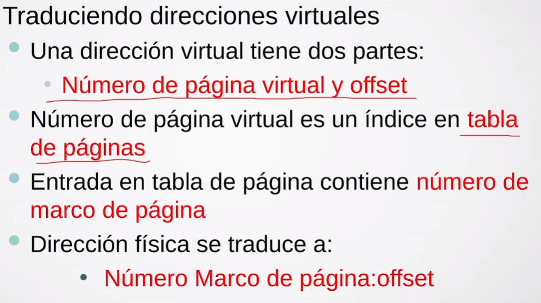 Traduciendo direcciones virtuales
Una dirección virtual tiene dos partes:
Número de página virtual y offset
Número de página virtual es un índice en tabla
de páginas
Entrada en tabla de página contiene número de
marco de página
Dirección física se traduce a:
Número Marco de página:offset